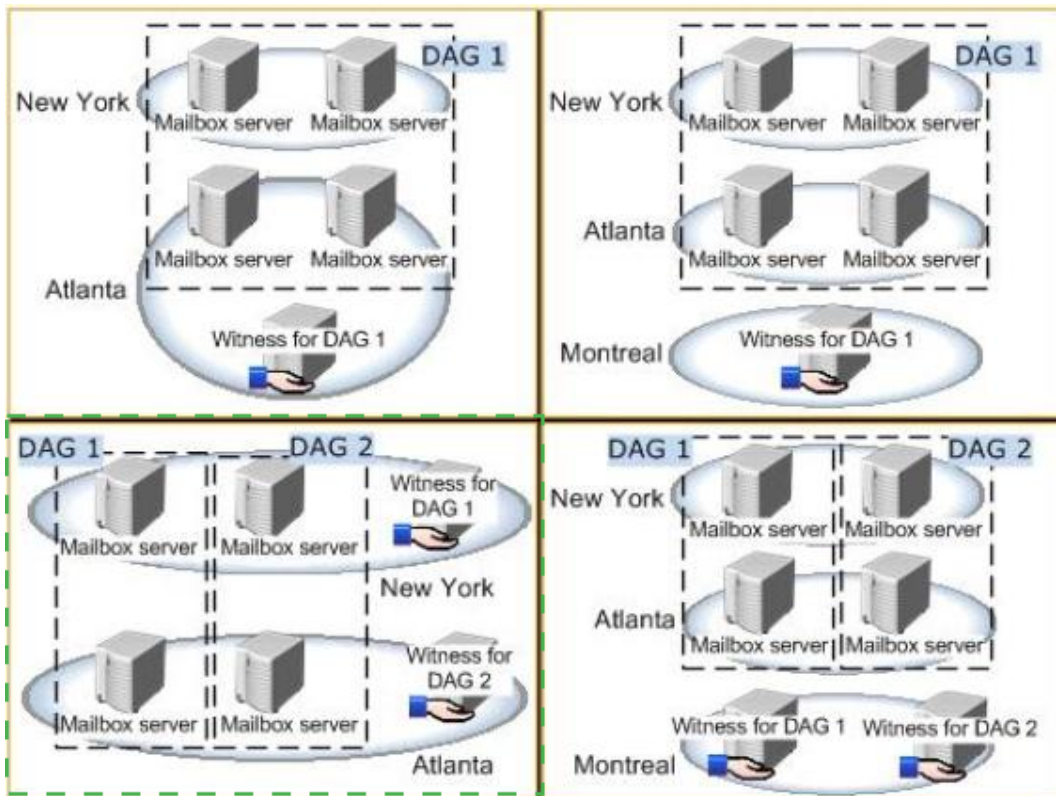 DAG 1
New York
Mailbox server Mailbox server
Mailbox server Mailbox server
Atlanta
Witness for DAG 1
DAG 1
New York
Mailbox server Mailbox server
Atlanta
Mailbox server Mailbox server
Witness for DAG 1
Montreal
DAG 1 DAG 2
Witness for
DAG 1
Mailbox server Mailbox server
New York
Witness for
DAG 2
Mailbox server Mailbox server
Atlanta
DAG 1 DAG 2
New York
Mailbox server Mailbox server
Atlanta
Mailbox server Mailbox server
Witness for DAG 1 Witness for DAG 2
Montreal